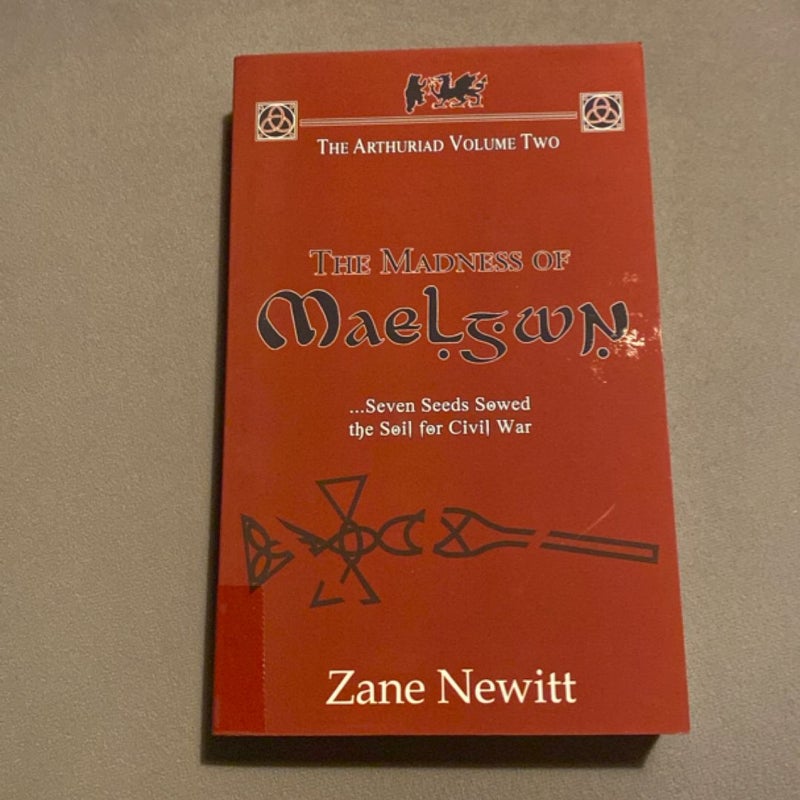 The Arthuriad Volume Two
The Madness of
Maelgwn
...Seven Seeds Sowed
the Soil for Civil War
Zane Newitt